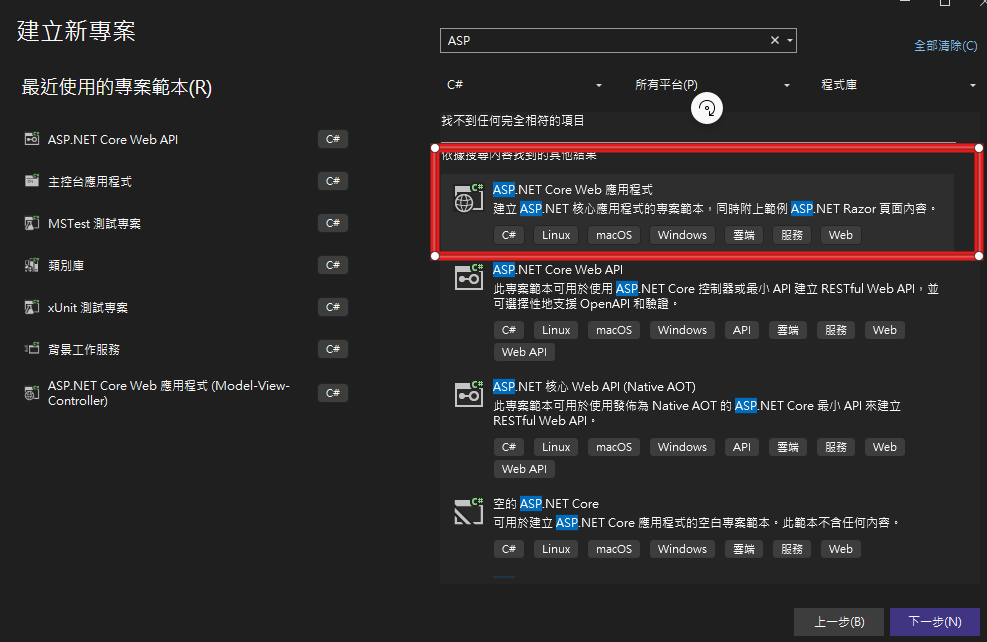 建立新專案
最近使用的專案範本(R)
ASP.NET Core Web API C#
主控台應用程式 C#
MSTest 測試專案 C#
類別庫 C#
xUnit 測試專案 C#
背景工作服務 C#
ASP.NET Core Web 應用程式 (Model-View-
Controller) C#
ASP
全部清除(C)
C# 所有平台(P) 程式庫
找不到任何完全相符的項目
依據搜尋內容找到的其他結果
ASP.NET Core Web 應用程式
建立 ASP.NET 核心應用程式的專案範本，同時附上範例 ASP.NET Razor 頁面內容。
C# Linux macOS Windows 雲端 服務 Web
ASP.NET Core Web API
此專案範本可用於使用 ASP.NET Core 控制器或最小 API 建立 RESTful Web API，並
可選擇性地支援 OpenAPI 和驗證。
C# Linux macOS Windows API 雲端 服務 Web
Web API
ASP.NET 核心 Web API (Native AOT)
此專案範本可用於使用發佈為 Native AOT 的 ASP.NET Core 最小 API 來建立
RESTful Web API。
C# Linux macOS Windows API 雲端 服務 Web
Web API
空的 ASP.NET Core
可用於建立 ASP.NET Core 應用程式的空白專案範本。此範本不含任何內容。
C# Linux macOS Windows 雲端 服務 Web
上一步(B) 下一步(N)